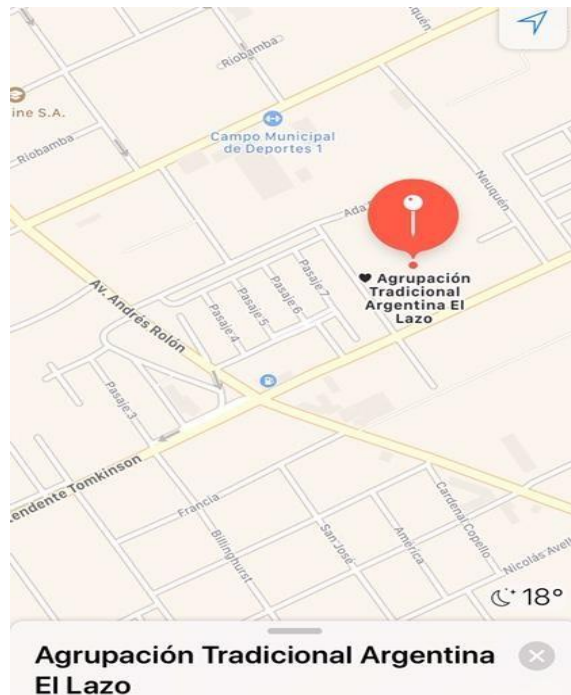 Riobamba
ine S.A.
Riobamba
Campo Municipal
de Deportes 1
Neuquén
Ada
Agrupación
Tradicional
Argentina El
Lazo
Pasaje 7
Pasaje 6
Pasaje 5
Pasaje 4
Av. Andrés Rolón
Pasaje 3
endente Tomkinson
Francia
Billinghurst
San José
América
Cardenal Copello
Nicolás Avell
18°
Agrupación Tradicional Argentina
El Lazo